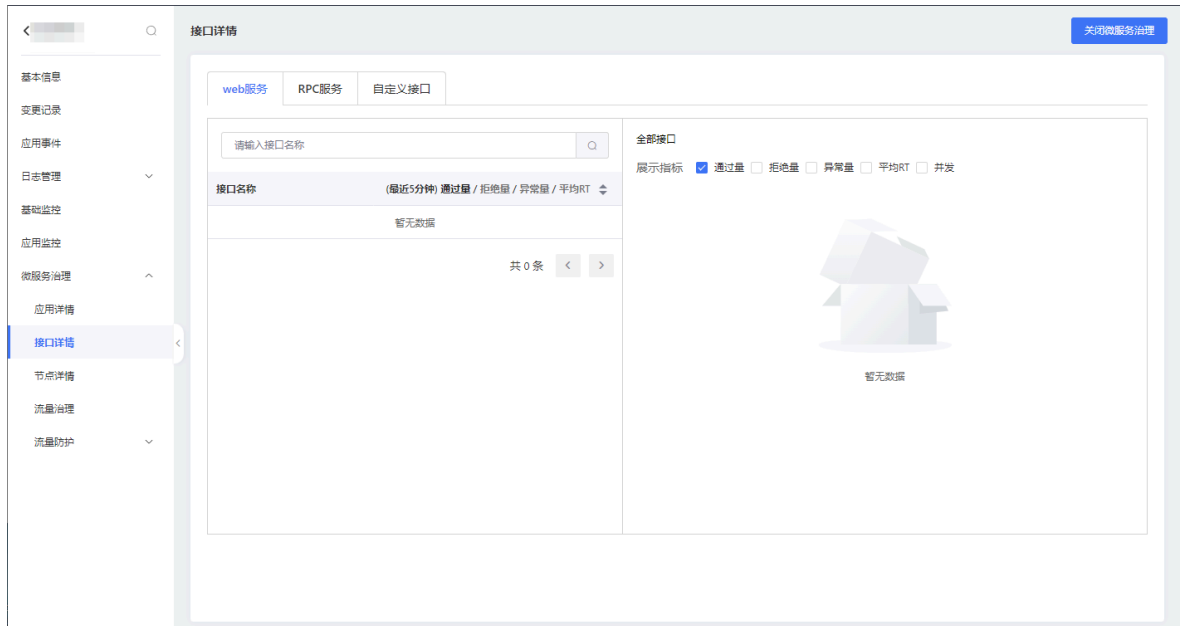 接口详情
关闭微服务治理
基本信息
变更记录
应用事件
日志管理
基础监控
应用监控
微服务治理
应用详情
接口详情
节点详情
流量治理
流量防护
web服务
RPC服务
自定义接口
请输入接口名称
接口名称
(最近5分钟) 通过量 / 拒绝量 / 异常量 / 平均RT
暂无数据
共 0 条
全部接口
展示指标 通过量 拒绝量 异常量 平均RT 并发
暂无数据